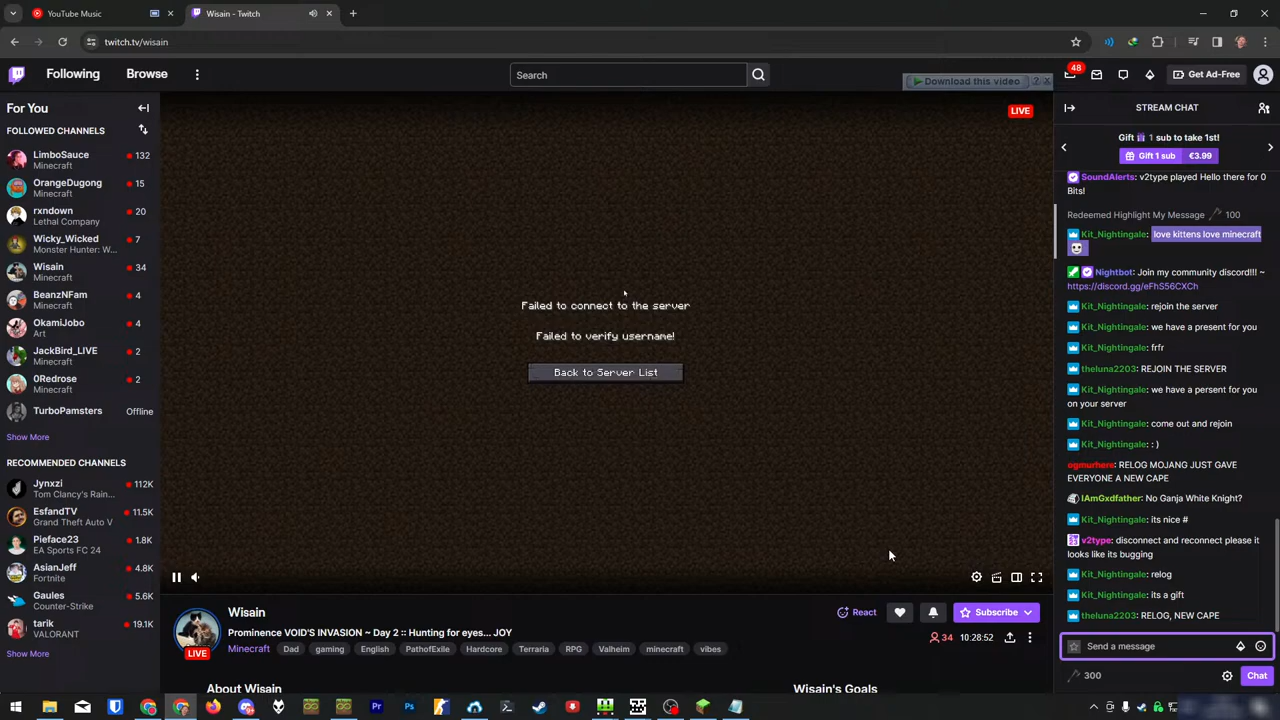 YouTube Music
Wisain - Twitch
twitch.tv/wisain
Following
Browse
Search
Download this video
?
48
Get Ad-Free
For You
FOLLOWED CHANNELS
LimboSauce
132
Minecraft
OrangeDugong
15
Minecraft
rxndown
20
Lethal Company
Wicky_Wicked
7
Monster Hunter: W...
Wisain
34
Minecraft
BeanzNFam
4
Minecraft
OkamiJobo
4
Art
JackBird_LIVE
2
Minecraft
0Redrose
2
Minecraft
TurboPamsters
Offline
Show More
RECOMMENDED CHANNELS
Jynxzi
112K
Tom Clancy's Rain...
EsfandTV
11.5K
Grand Theft Auto V
Pieface23
1.8K
EA Sports FC 24
AsianJeff
4.8K
Fortnite
Gaules
5.6K
Counter-Strike
tarik
19.1K
VALORANT
Show More
LIVE
Failed to connect to the server
Failed to verify username!
Back to Server List
Wisain
LIVE
Prominence VOID'S INVASION ~ Day 2 :: Hunting for eyes... JOY
Minecraft
Dad
gaming
English
PathofExile
Hardcore
Terraria
RPG
Valheim
minecraft
vibes
React
Subscribe
34
10:28:52
About Wisain
Wisain's Goals
STREAM CHAT
Gift 1 sub to take 1st!
Gift 1 sub €3.99
SoundAlerts: v2type played Hello there for 0
Bits!
Redeemed Highlight My Message 100
Kit_Nightingale: love kittens love minecraft
Nightbot: Join my community discord!!! ~
https://discord.gg/eFhS56CXCh
Kit_Nightingale: rejoin the server
Kit_Nightingale: we have a present for you
Kit_Nightingale: frfr
theluna2203: REJOIN THE SERVER
Kit_Nightingale: we have a persent for you
on your server
Kit_Nightingale: come out and rejoin
Kit_Nightingale: : )
ogmurhere: RELOG MOJANG JUST GAVE
EVERYONE A NEW CAPE
IAmGxdfather: No Ganja White Knight?
Kit_Nightingale: its nice #
v2type: disconnect and reconnect please it
looks like its bugging
Kit_Nightingale: relog
Kit_Nightingale: its a gift
theluna2203: RELOG, NEW CAPE
Send a message
300
Chat
Pr
Ps